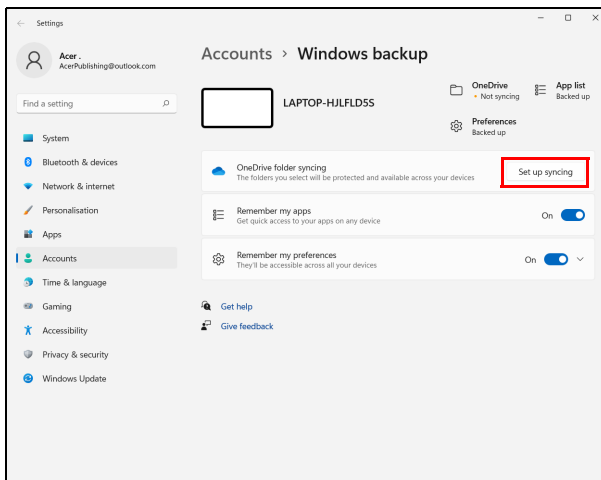 Settings
Acer .
AcerPublishing@outlook.com
Find a setting
System
Bluetooth & devices
Network & internet
Personalisation
Apps
Accounts
Time & language
Gaming
Accessibility
Privacy & security
Windows Update
Accounts > Windows backup
LAPTOP-HJLFLD5S
OneDrive
• Not syncing
App list
Backed up
Preferences
Backed up
OneDrive folder syncing
The folders you select will be protected and available across your devices
Set up syncing
Remember my apps
Get quick access to your apps on any device
On
Remember my preferences
They'll be accessible across all your devices
On
Get help
Give feedback